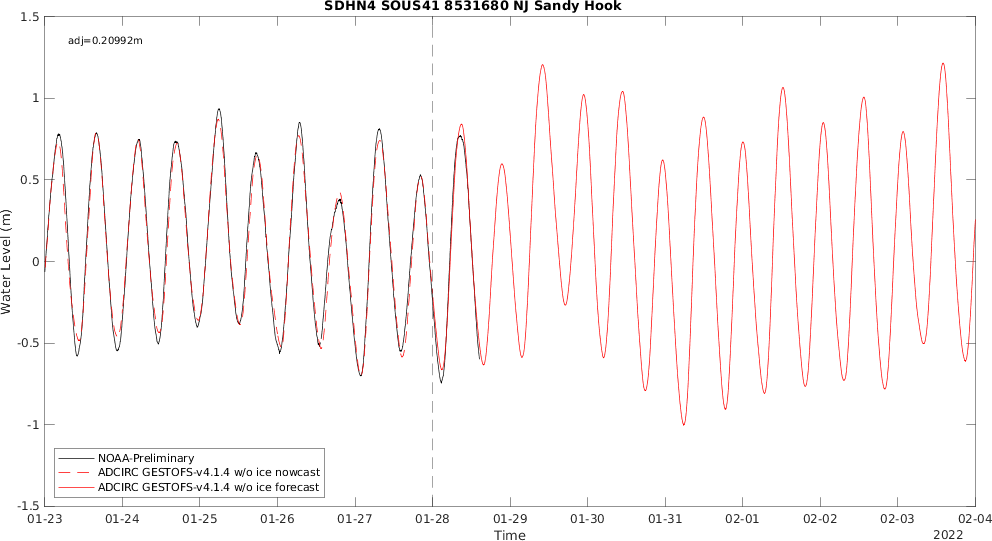 SDHN4 SOUS41 8531680 NJ Sandy Hook
adj=0.20992m
1.5
1
0.5
0
-0.5
-1
-1.5
Water Level (m)
NOAA-Preliminary
ADCIRC GESTOFS-v4.1.4 w/o ice nowcast
ADCIRC GESTOFS-v4.1.4 w/o ice forecast
01-23 01-24 01-25 01-26 01-27 01-28 01-29 01-30 01-31 02-01 02-02 02-03 02-04
Time
2022